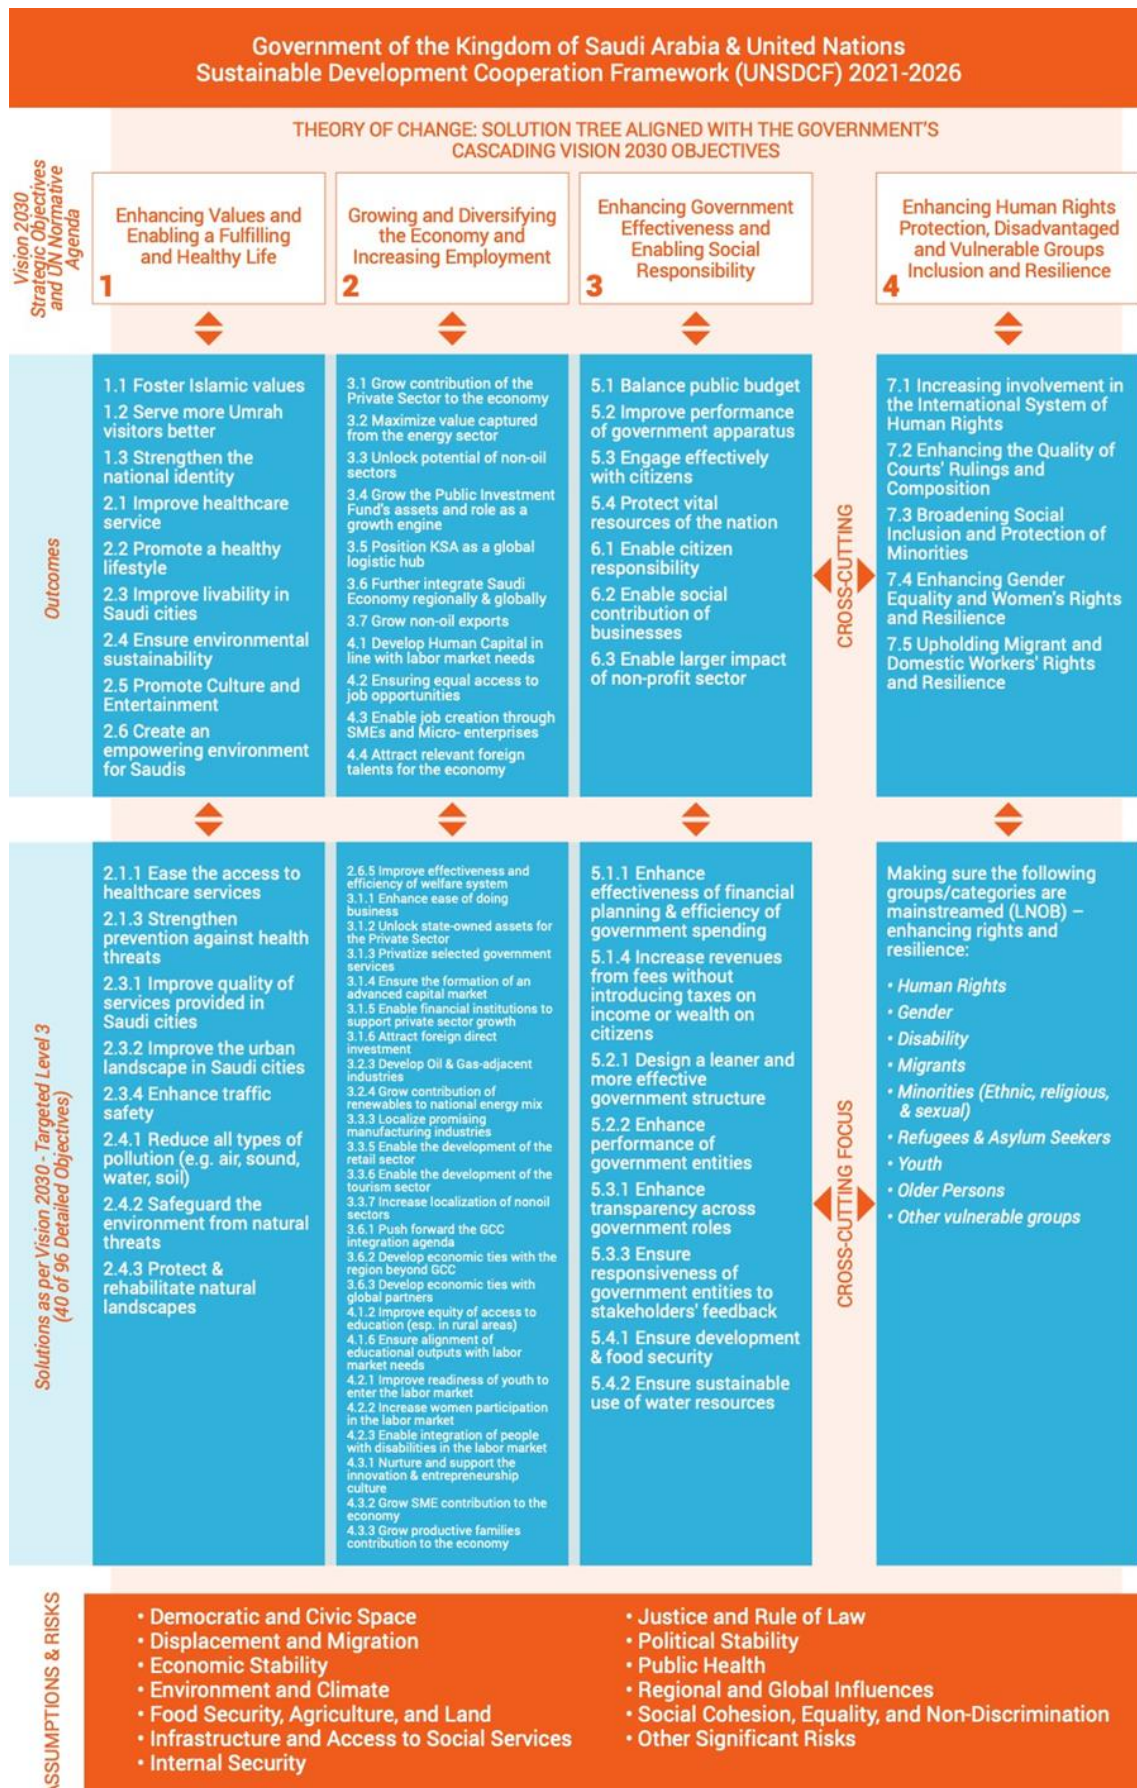 Government of the Kingdom of Saudi Arabia & United Nations
Sustainable Development Cooperation Framework (UNSDCF) 2021-2026
THEORY OF CHANGE: SOLUTION TREE ALIGNED WITH THE GOVERNMENT'S
CASCADING VISION 2030 OBJECTIVES
Vision 2030
Strategic Objectives
and UN Normative
Agenda
Enhancing Values and
Enabling a Fulfilling
and Healthy Life
1
Growing and Diversifying
the Economy and
Increasing Employment
2
Enhancing Government
Effectiveness and
Enabling Social
Responsibility
3
Enhancing Human Rights
Protection, Disadvantaged
and Vulnerable Groups
Inclusion and Resilience
4
Outcomes
1.1 Foster Islamic values
1.2 Serve more Umrah
visitors better
1.3 Strengthen the
national identity
2.1 Improve healthcare
service
2.2 Promote a healthy
lifestyle
2.3 Improve livability in
Saudi cities
2.4 Ensure environmental
sustainability
2.5 Promote Culture and
Entertainment
2.6 Create an
empowering environment
for Saudis
3.1 Grow contribution of the
Private Sector to the economy
3.2 Maximize value captured
from the energy sector
3.3 Unlock potential of non-oil
sectors
3.4 Grow the Public Investment
Fund's assets and role as a
growth engine
3.5 Position KSA as a global
logistic hub
3.6 Further integrate Saudi
Economy regionally & globally
3.7 Grow non-oil exports
4.1 Develop Human Capital in
line with labor market needs
4.2 Ensuring equal access to
job opportunities
4.3 Enable job creation through
SMEs and Micro- enterprises
4.4 Attract relevant foreign
talents for the economy
5.1 Balance public budget
5.2 Improve performance
of government apparatus
5.3 Engage effectively
with citizens
5.4 Protect vital
resources of the nation
6.1 Enable citizen
responsibility
6.2 Enable social
contribution of
businesses
6.3 Enable larger impact
of non-profit sector
CROSS-CUTTING
7.1 Increasing involvement in
the International System of
Human Rights
7.2 Enhancing the Quality of
Courts' Rulings and
Composition
7.3 Broadening Social
Inclusion and Protection of
Minorities
7.4 Enhancing Gender
Equality and Women's Rights
and Resilience
7.5 Upholding Migrant and
Domestic Workers' Rights
and Resilience
Solutions as per Vision 2030 - Targeted Level 3
(40 of 96 Detailed Objectives)
2.1.1 Ease the access to
healthcare services
2.1.3 Strengthen
prevention against health
threats
2.3.1 Improve quality of
services provided in
Saudi cities
2.3.2 Improve the urban
landscape in Saudi cities
2.3.4 Enhance traffic
safety
2.4.1 Reduce all types of
pollution (e.g. air, sound,
water, soil)
2.4.2 Safeguard the
environment from natural
threats
2.4.3 Protect &
rehabilitate natural
landscapes
2.6.5 Improve effectiveness and
efficiency of welfare system
3.1.1 Enhance ease of doing
business
3.1.2 Unlock state-owned assets for
the Private Sector
3.1.3 Privatize selected government
services
3.1.4 Ensure the formation of an
advanced capital market
3.1.5 Enable financial institutions to
support private sector growth
3.1.6 Attract foreign direct
investment
3.2.3 Develop Oil & Gas-adjacent
industries
3.2.4 Grow contribution of
renewables to national energy mix
3.3.3 Localize promising
manufacturing industries
3.3.5 Enable the development of the
retail sector
3.3.6 Enable the development of the
tourism sector
3.3.7 Increase localization of nonoil
sectors
3.6.1 Push forward the GCC
integration agenda
3.6.2 Develop economic ties with the
region beyond GCC
3.6.3 Develop economic ties with
global partners
4.1.2 Improve equity of access to
education (esp. in rural areas)
4.1.6 Ensure alignment of
educational outputs with labor
market needs
4.2.1 Improve readiness of youth to
enter the labor market
4.2.2 Increase women participation
in the labor market
4.2.3 Enable integration of people
with disabilities in the labor market
4.3.1 Nurture and support the
innovation & entrepreneurship
culture
4.3.2 Grow SME contribution to the
economy
4.3.3 Grow productive families
contribution to the economy
5.1.1 Enhance
effectiveness of financial
planning & efficiency of
government spending
5.1.4 Increase revenues
from fees without
introducing taxes on
income or wealth on
citizens
5.2.1 Design a leaner and
more effective
government structure
5.2.2 Enhance
performance of
government entities
5.3.1 Enhance
transparency across
government roles
5.3.3 Ensure
responsiveness of
government entities to
stakeholders' feedback
5.4.1 Ensure development
& food security
5.4.2 Ensure sustainable
use of water resources
CROSS-CUTTING FOCUS
Making sure the following
groups/categories are
mainstreamed (LNOB) –
enhancing rights and
resilience:
• Human Rights
• Gender
• Disability
• Migrants
• Minorities (Ethnic, religious,
& sexual)
• Refugees & Asylum Seekers
• Youth
• Older Persons
• Other vulnerable groups
ASSUMPTIONS & RISKS
• Democratic and Civic Space
• Displacement and Migration
• Economic Stability
• Environment and Climate
• Food Security, Agriculture, and Land
• Infrastructure and Access to Social Services
• Internal Security
• Justice and Rule of Law
• Political Stability
• Public Health
• Regional and Global Influences
• Social Cohesion, Equality, and Non-Discrimination
• Other Significant Risks